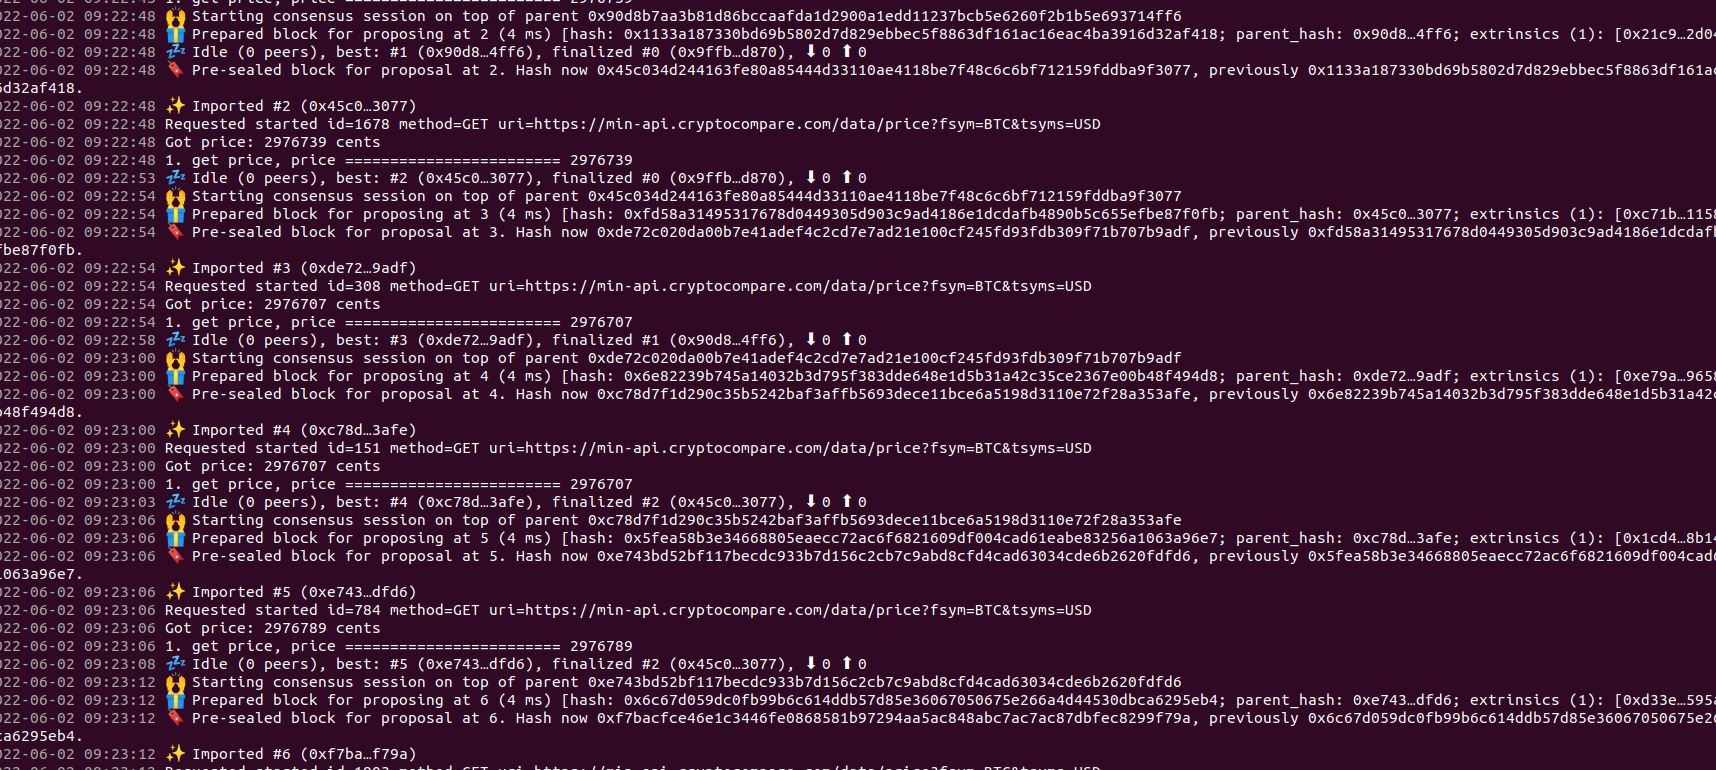 022-06-02 09:22:48 🙌 Starting consensus session on top of parent 0x90d8b7aa3b81d86bccaafda1d2900a1edd11237bcb5e6260f2b1b5e693714ff6
022-06-02 09:22:48 🎁 Prepared block for proposing at 2 (4 ms) [hash: 0x1133a187330bd69b5802d7d829ebbec5f8863df161ac16eac4ba3916d32af418; parent_hash: 0x90d8…4ff6; extrinsics (1): [0x21c9…2d04
022-06-02 09:22:48 💤 Idle (0 peers), best: #1 (0x90d8…4ff6), finalized #0 (0x9ffb…d870), ⬇ 0 ⬆ 0
022-06-02 09:22:48 🔖 Pre-sealed block for proposal at 2. Hash now 0x45c034d244163fe80a85444d33110ae4118be7f48c6c6bf712159fddba9f3077, previously 0x1133a187330bd69b5802d7d829ebbec5f8863df161ac
6d32af418.
022-06-02 09:22:48 ✨ Imported #2 (0x45c0…3077)
022-06-02 09:22:48 Requested started id=1678 method=GET uri=https://min-api.cryptocompare.com/data/price?fsym=BTC&tsyms=USD
022-06-02 09:22:48 Got price: 2976739 cents
022-06-02 09:22:48 1. get price, price ======================== 2976739
022-06-02 09:22:53 💤 Idle (0 peers), best: #2 (0x45c0…3077), finalized #0 (0x9ffb…d870), ⬇ 0 ⬆ 0
022-06-02 09:22:54 🙌 Starting consensus session on top of parent 0x45c034d244163fe80a85444d33110ae4118be7f48c6c6bf712159fddba9f3077
022-06-02 09:22:54 🎁 Prepared block for proposing at 3 (4 ms) [hash: 0xfd58a31495317678d0449305d903c9ad4186e1dcdafb4890b5c655efbe87f0fb; parent_hash: 0x45c0…3077; extrinsics (1): [0xc71b…1158
022-06-02 09:22:54 🔖 Pre-sealed block for proposal at 3. Hash now 0xde72c020da00b7e41adef4c2cd7e7ad21e100cf245fd93fdb309f71b707b9adf, previously 0xfd58a31495317678d0449305d903c9ad4186e1dcdafb
fbe87f0fb.
022-06-02 09:22:54 ✨ Imported #3 (0xde72…9adf)
022-06-02 09:22:54 Requested started id=308 method=GET uri=https://min-api.cryptocompare.com/data/price?fsym=BTC&tsyms=USD
022-06-02 09:22:54 Got price: 2976707 cents
022-06-02 09:22:54 1. get price, price ======================== 2976707
022-06-02 09:22:58 💤 Idle (0 peers), best: #3 (0xde72…9adf), finalized #1 (0x90d8…4ff6), ⬇ 0 ⬆ 0
022-06-02 09:23:00 🙌 Starting consensus session on top of parent 0xde72c020da00b7e41adef4c2cd7e7ad21e100cf245fd93fdb309f71b707b9adf
022-06-02 09:23:00 🎁 Prepared block for proposing at 4 (4 ms) [hash: 0x6e82239b745a14032b3d795f383dde648e1d5b31a42c35ce2367e00b48f494d8; parent_hash: 0xde72…9adf; extrinsics (1): [0xe79a…9658
022-06-02 09:23:00 🔖 Pre-sealed block for proposal at 4. Hash now 0xc78d7f1d290c35b5242baf3affb5693dece11bce6a5198d3110e72f28a353afe, previously 0x6e82239b745a14032b3d795f383dde648e1d5b31a42c
b48f494d8.
022-06-02 09:23:00 ✨ Imported #4 (0xc78d…3afe)
022-06-02 09:23:00 Requested started id=151 method=GET uri=https://min-api.cryptocompare.com/data/price?fsym=BTC&tsyms=USD
022-06-02 09:23:00 Got price: 2976707 cents
022-06-02 09:23:00 1. get price, price ======================== 2976707
022-06-02 09:23:03 💤 Idle (0 peers), best: #4 (0xc78d…3afe), finalized #2 (0x45c0…3077), ⬇ 0 ⬆ 0
022-06-02 09:23:06 🙌 Starting consensus session on top of parent 0xc78d7f1d290c35b5242baf3affb5693dece11bce6a5198d3110e72f28a353afe
022-06-02 09:23:06 🎁 Prepared block for proposing at 5 (4 ms) [hash: 0x5fea58b3e34668805eaecc72ac6f6821609df004cad61eabe83256a1063a96e7; parent_hash: 0xc78d…3afe; extrinsics (1): [0x1cd4…8b14
022-06-02 09:23:06 🔖 Pre-sealed block for proposal at 5. Hash now 0xe743bd52bf117becdc933b7d156c2cb7c9abd8cfd4cad63034cde6b2620fdfd6, previously 0x5fea58b3e34668805eaecc72ac6f6821609df004cad6
1063a96e7.
022-06-02 09:23:06 ✨ Imported #5 (0xe743…dfd6)
022-06-02 09:23:06 Requested started id=784 method=GET uri=https://min-api.cryptocompare.com/data/price?fsym=BTC&tsyms=USD
022-06-02 09:23:06 Got price: 2976789 cents
022-06-02 09:23:06 1. get price, price ======================== 2976789
022-06-02 09:23:08 💤 Idle (0 peers), best: #5 (0xe743…dfd6), finalized #2 (0x45c0…3077), ⬇ 0 ⬆ 0
022-06-02 09:23:12 🙌 Starting consensus session on top of parent 0xe743bd52bf117becdc933b7d156c2cb7c9abd8cfd4cad63034cde6b2620fdfd6
022-06-02 09:23:12 🎁 Prepared block for proposing at 6 (4 ms) [hash: 0x6c67d059dc0fb99b6c614ddb57d85e36067050675e266a4d44530dbca6295eb4; parent_hash: 0xe743…dfd6; extrinsics (1): [0xd33e…595a
022-06-02 09:23:12 🔖 Pre-sealed block for proposal at 6. Hash now 0xf7bacfce46e1c3446fe0868581b97294aa5ac848abc7ac7ac87dbfec8299f79a, previously 0x6c67d059dc0fb99b6c614ddb57d85e36067050675e26
ca6295eb4.
022-06-02 09:23:12 ✨ Imported #6 (0xf7ba…f79a)